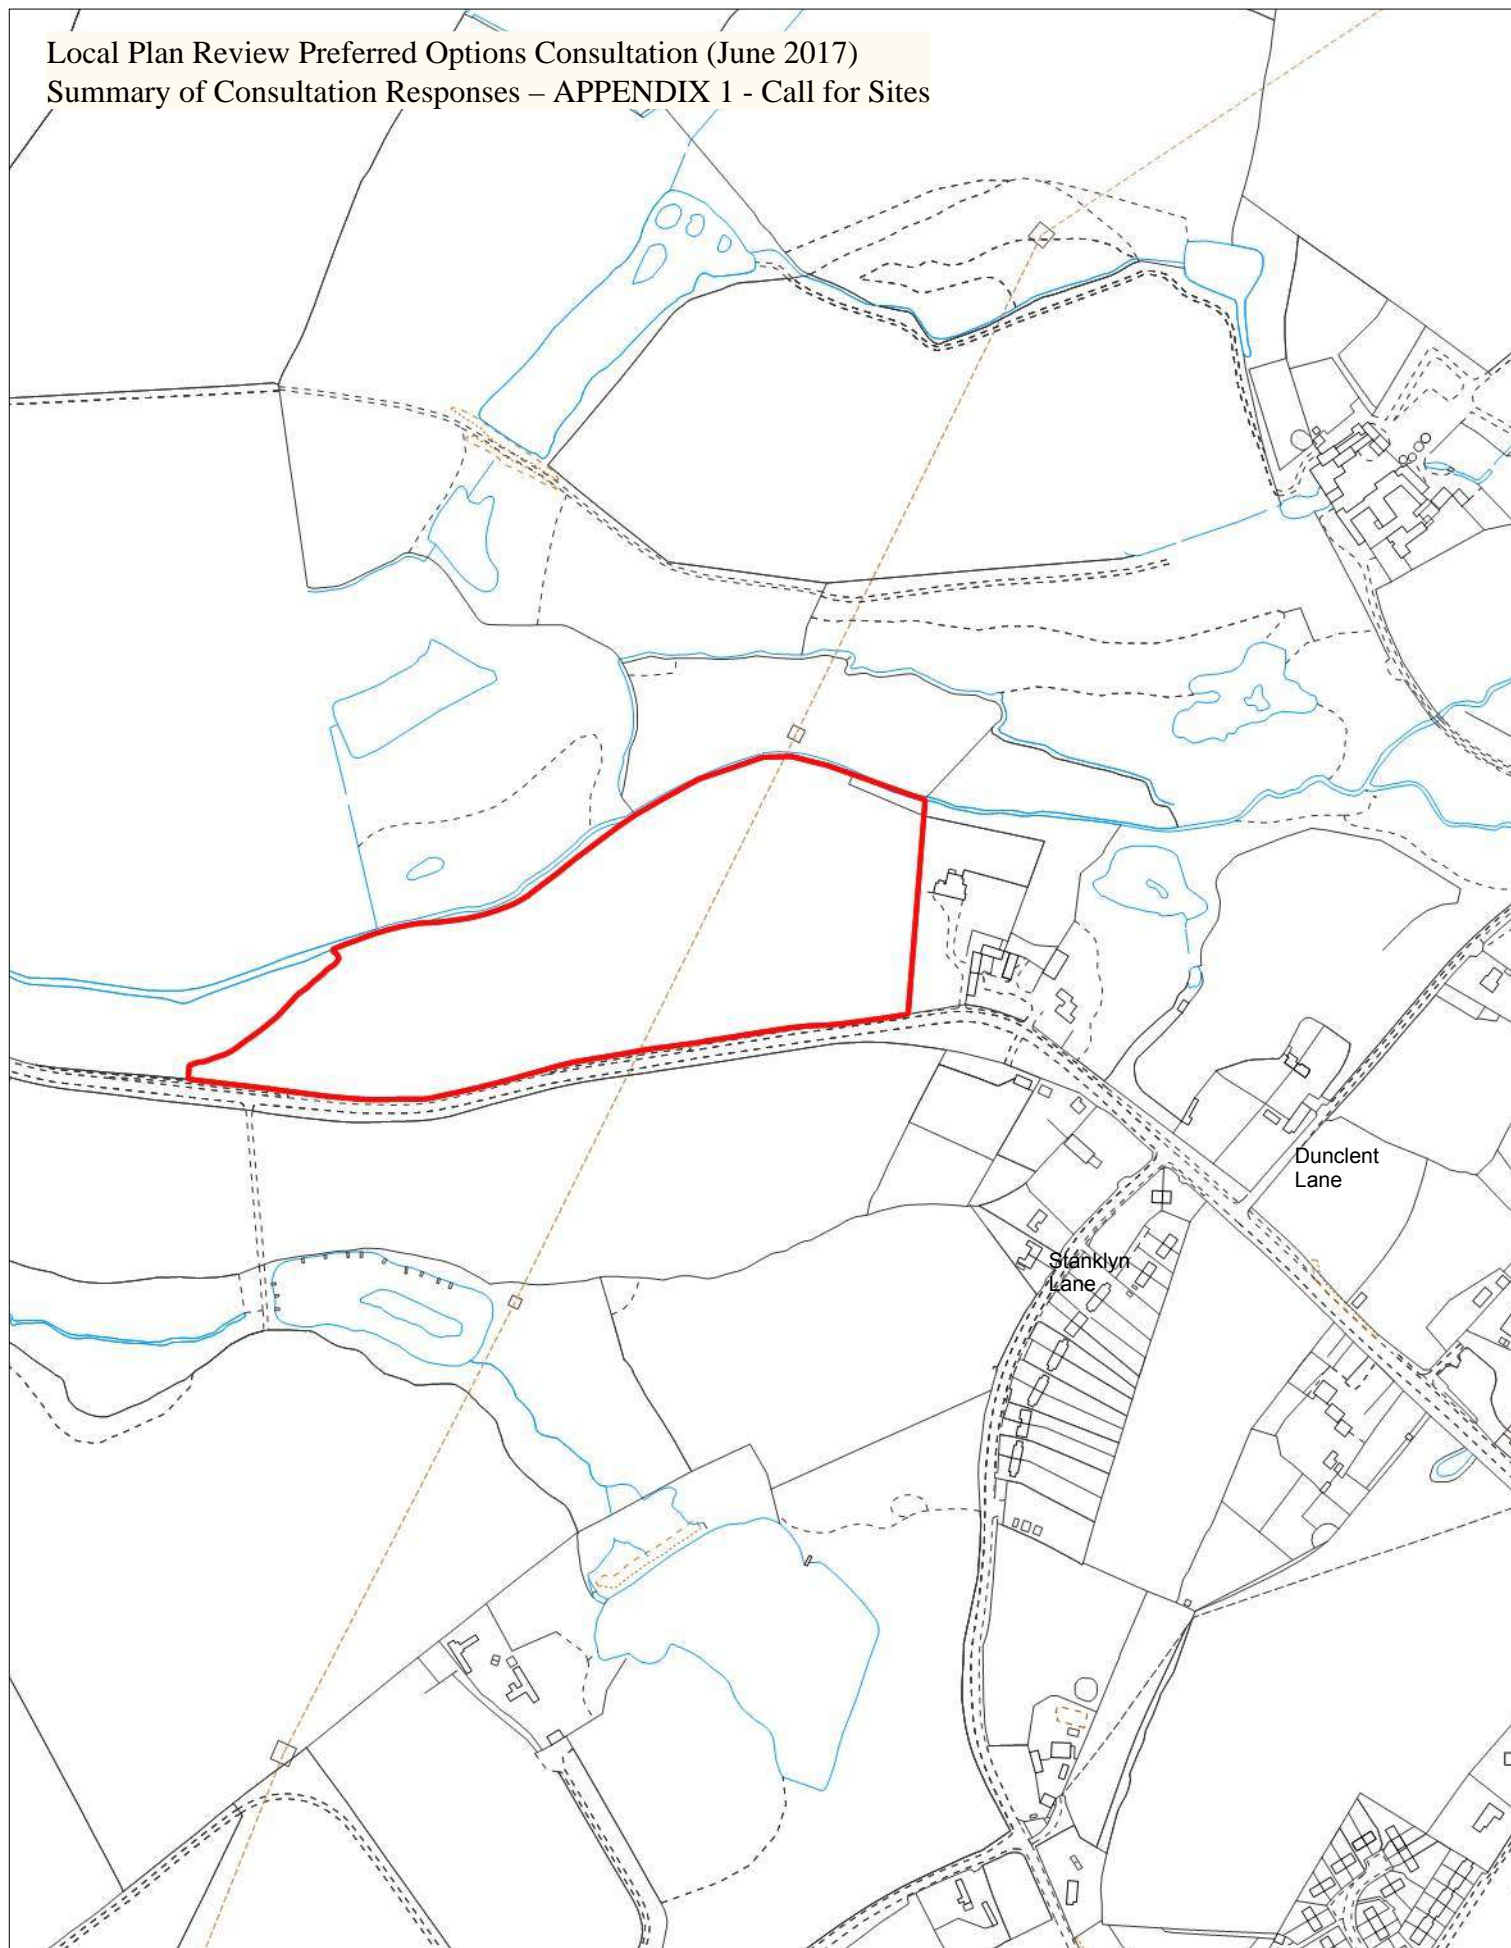 Local Plan Review Preferred Options Consultation (June 2017)
Summary of Consultation Responses – APPENDIX 1 - Call for Sites
Dunclent
Lane
Stanklyn
Lane